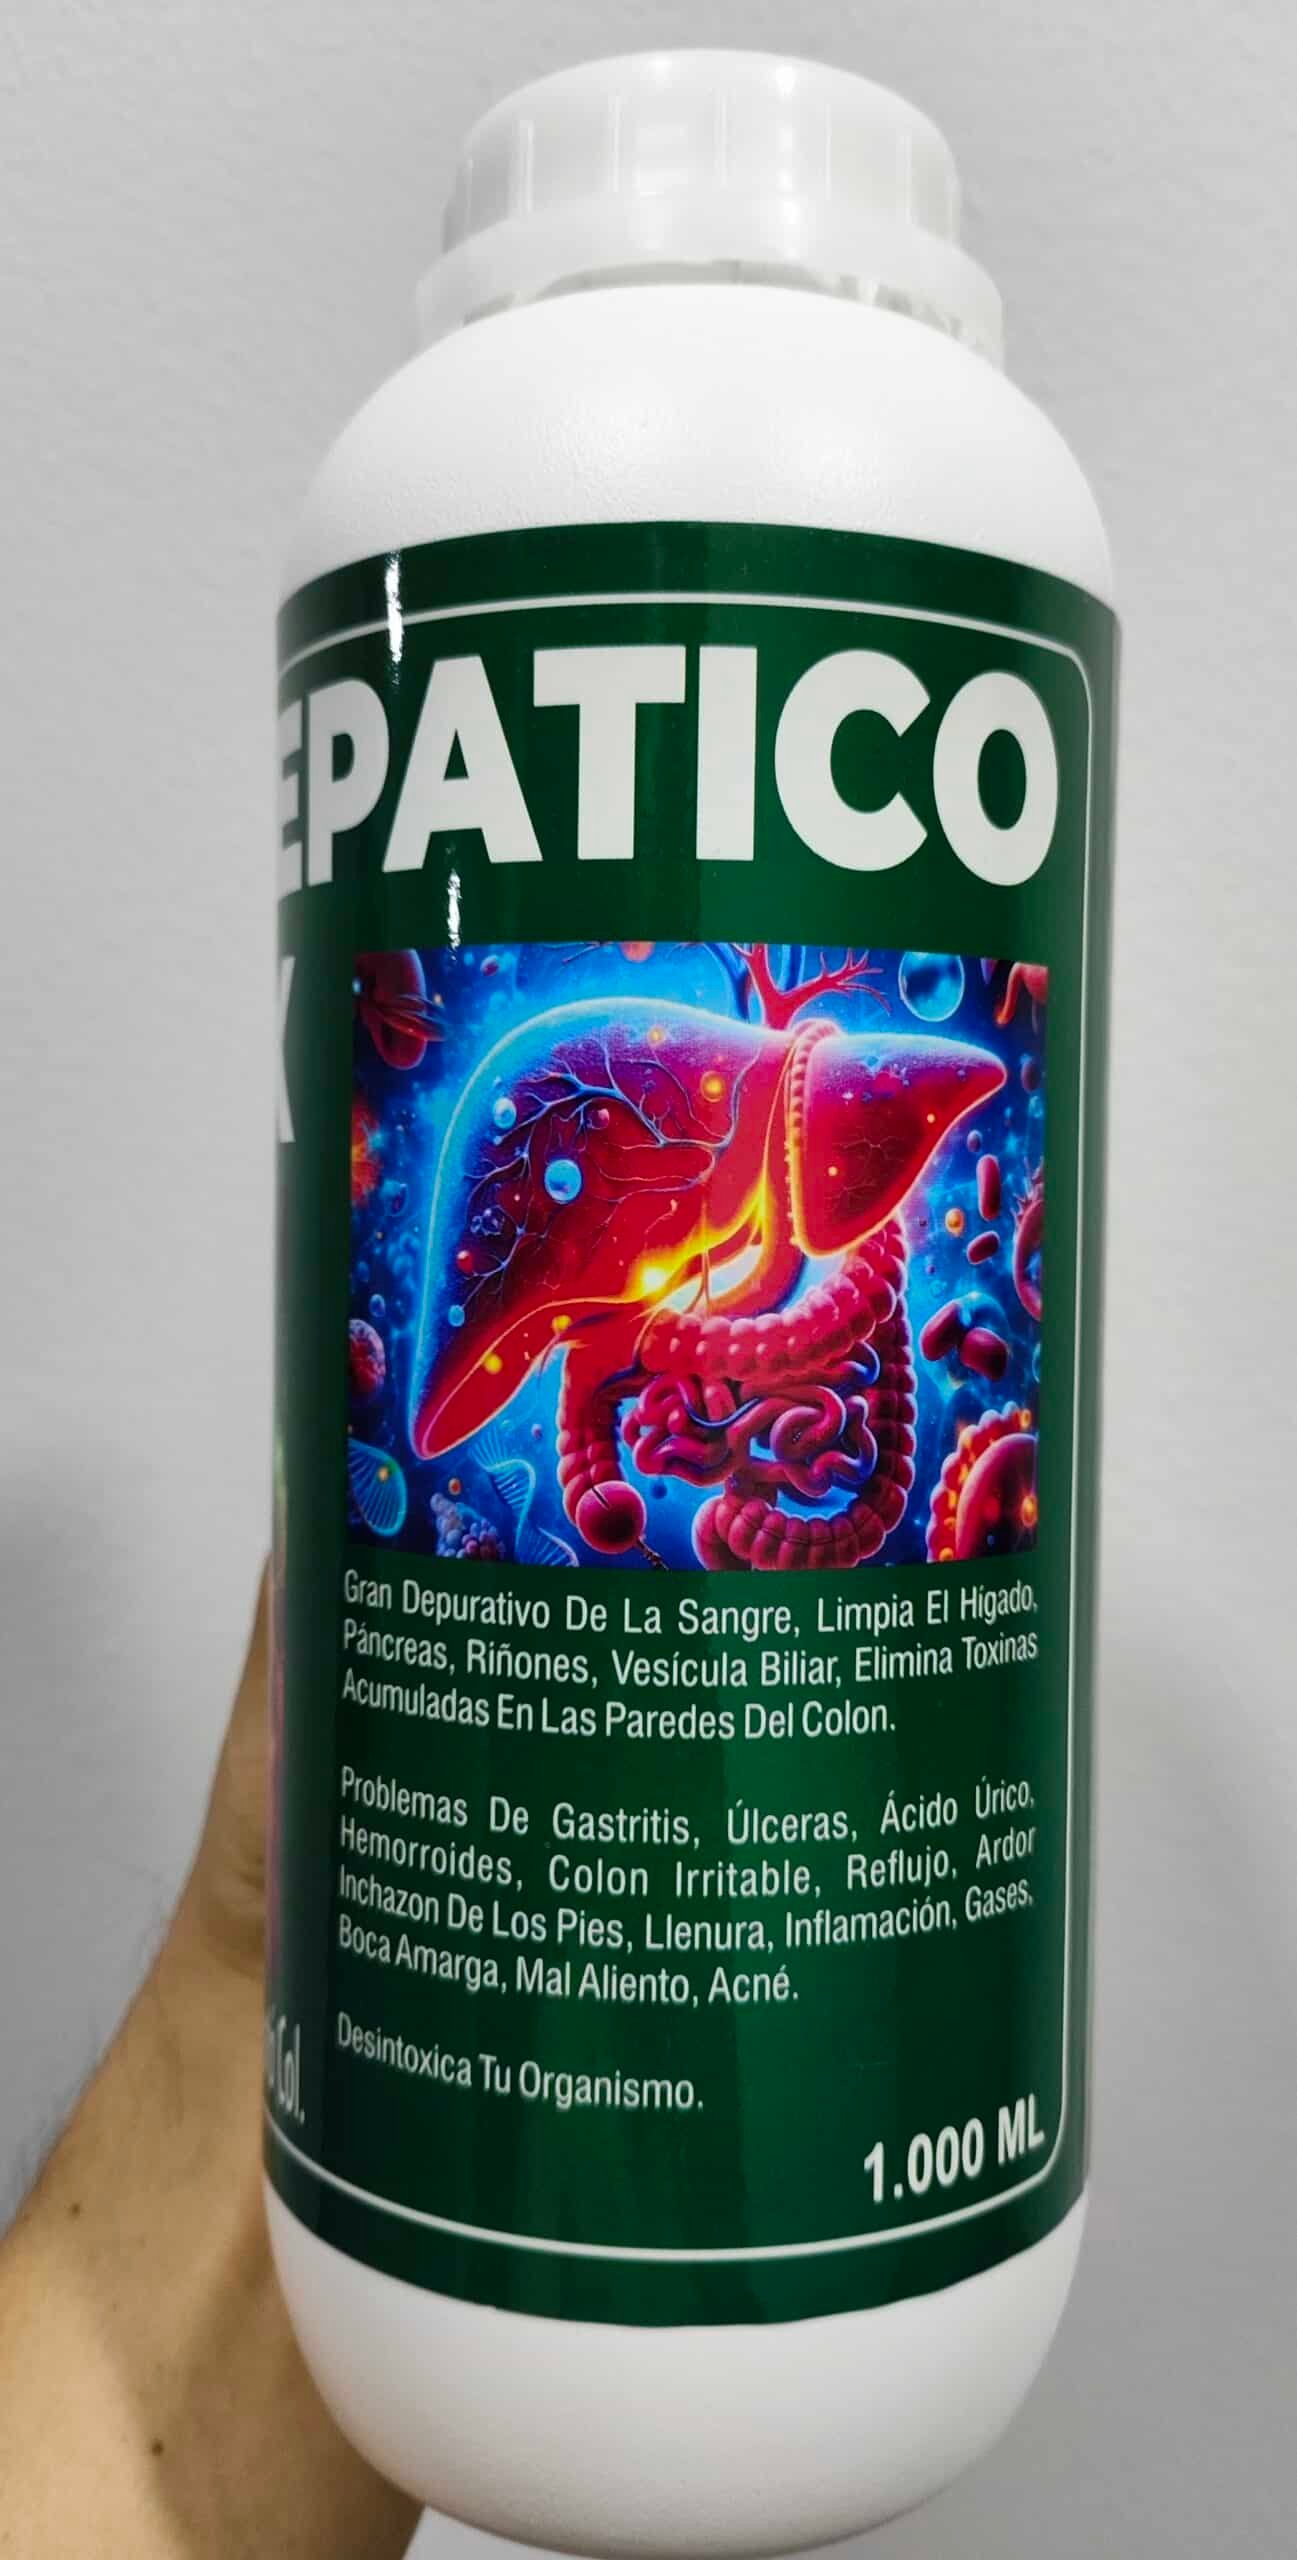 EPATICO
X
Gran Depurativo De La Sangre, Limpia El Hígado,
Páncreas, Riñones, Vesícula Biliar, Elimina Toxinas
Acumuladas En Las Paredes Del Colon.
Problemas De Gastritis, Úlceras, Ácido Úrico,
Hemorroides, Colon Irritable, Reflujo, Ardor
Inchazon De Los Pies, Llenura, Inflamación, Gases,
Boca Amarga, Mal Aliento, Acné.
Desintoxica Tu Organismo.
Col.
1.000 ML